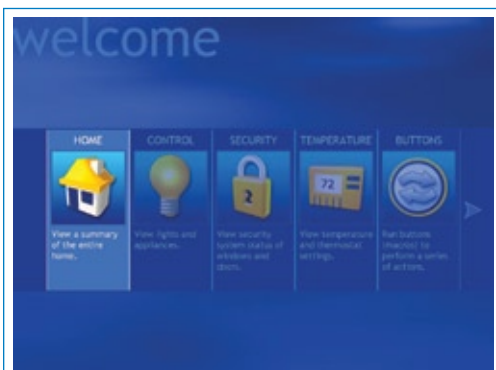 welcome
HOME
CONTROL
SECURITY
TEMPERATURE
BUTTONS
2
72
View a summary
of the entire
home.
View lights and
appliances.
View security
system status of
windows and
doors.
View temperature
and thermostat
settings.
Run buttons
(macros) to
perform a series
of actions.